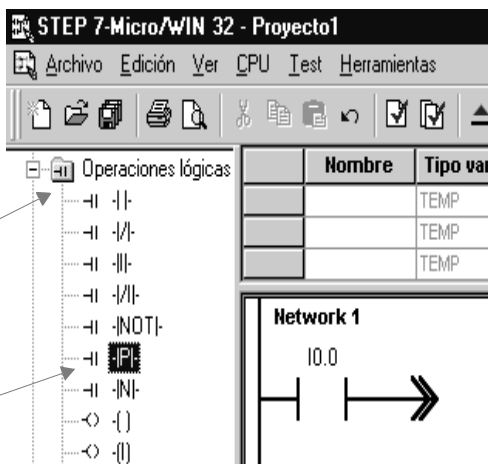 STEP 7-Micro/WIN 32 - Proyecto1
Archivo Edición Ver CPU Test Herramientas
Operaciones lógicas
-| |-
-|/|-
-||-
-|/||-
-|NOT|-
-|P|-
-|N|-
-( )
-(I)
Nombre Tipo var
TEMP
TEMP
TEMP
Network 1
I0.0